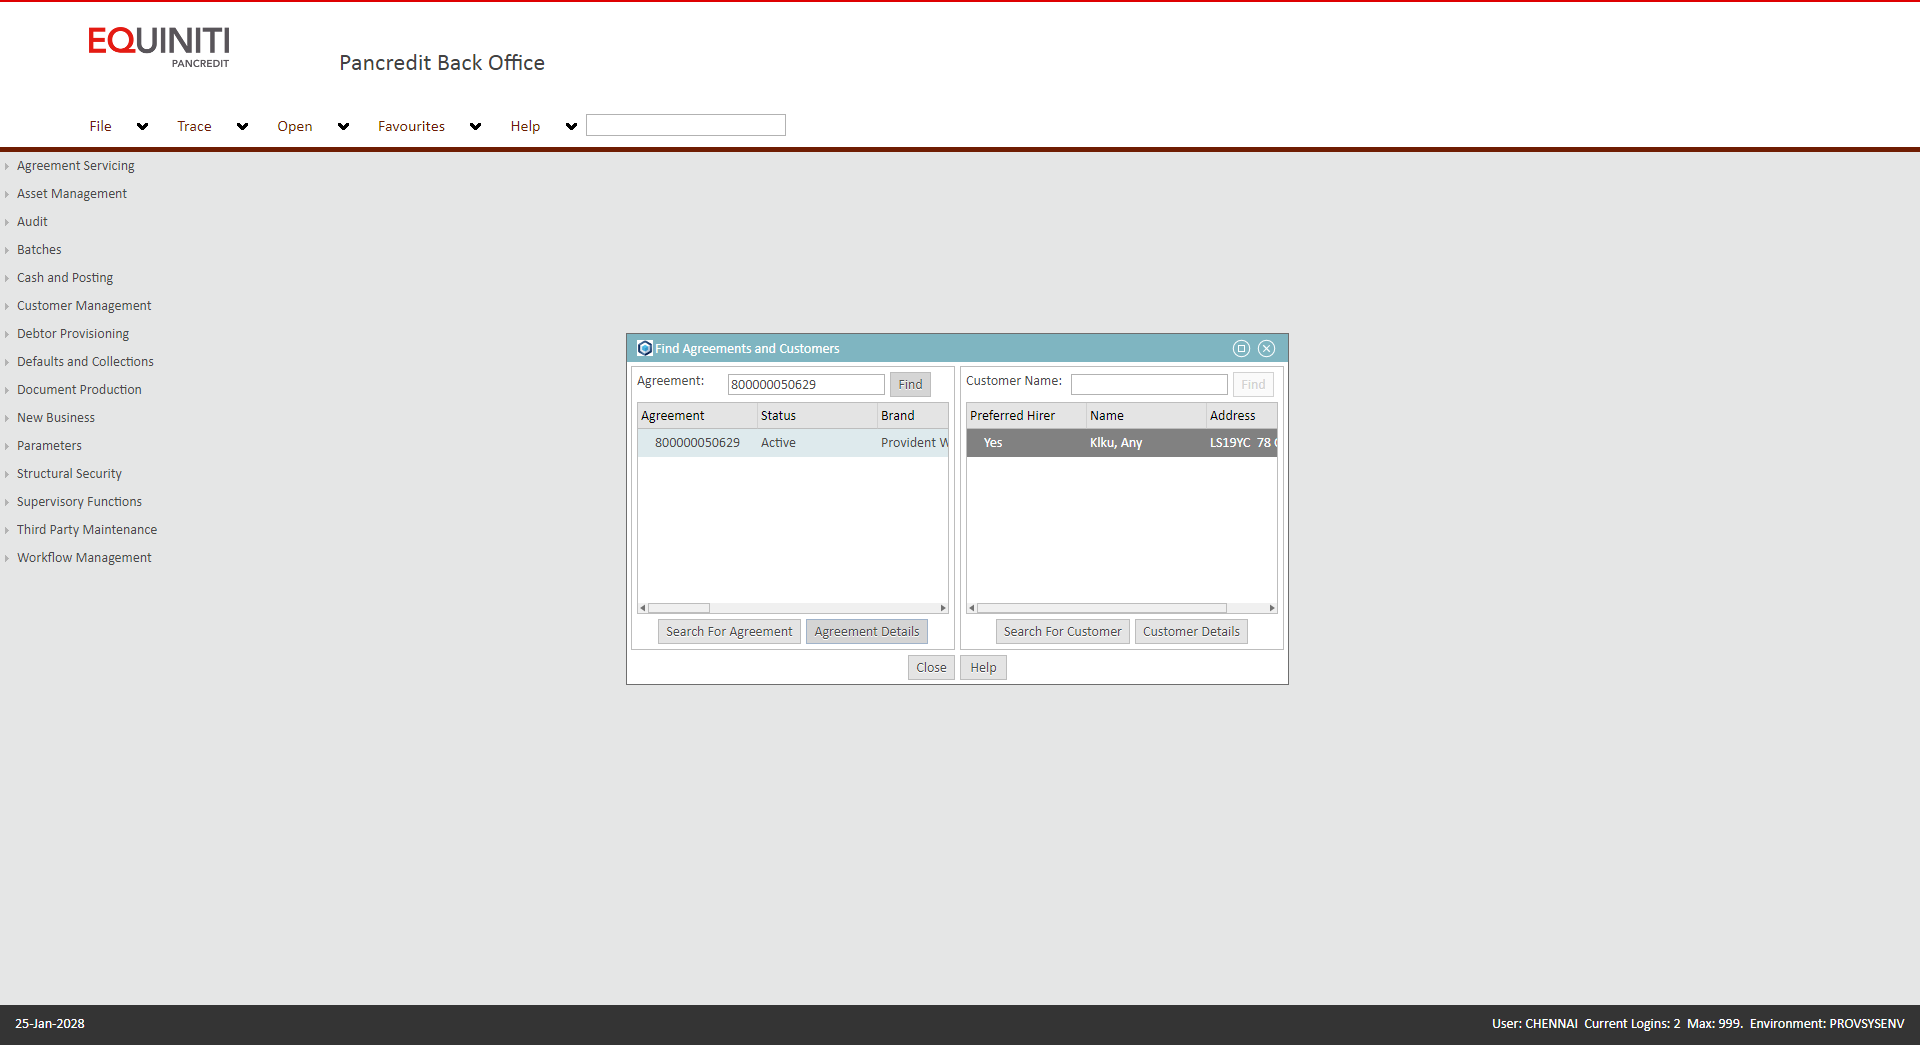 EQUINITI
PANCREDIT
Pancredit Back Office
File Trace Open Favourites Help
Agreement Servicing
Asset Management
Audit
Batches
Cash and Posting
Customer Management
Debtor Provisioning
Defaults and Collections
Document Production
New Business
Parameters
Structural Security
Supervisory Functions
Third Party Maintenance
Workflow Management
Find Agreements and Customers
Agreement: 800000050629 Find
Agreement Status Brand
800000050629 Active Provident W
Search For Agreement Agreement Details
Customer Name: Find
Preferred Hirer Name Address
Yes Klku, Any LS19YC 78
Search For Customer Customer Details
Close Help
25-Jan-2028
User: CHENNAI Current Logins: 2 Max: 999. Environment: PROVSYSENV